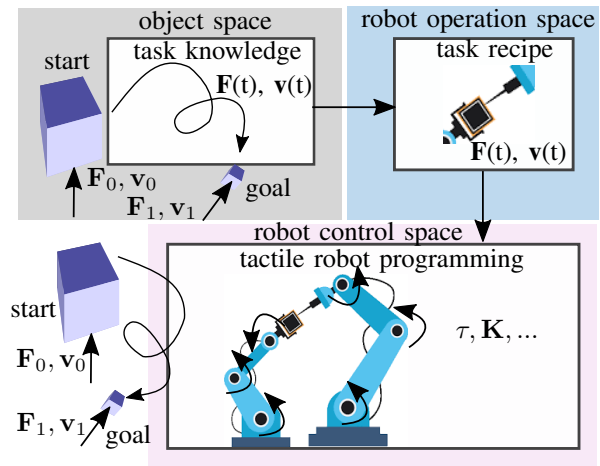 object space
robot operation space
task knowledge
task recipe
start
F(t), v(t)
F(t), v(t)
F₀, v₀
goal
F₁, v₁
robot control space
tactile robot programming
start
τ, K, ...
F₀, v₀
F₁, v₁
goal